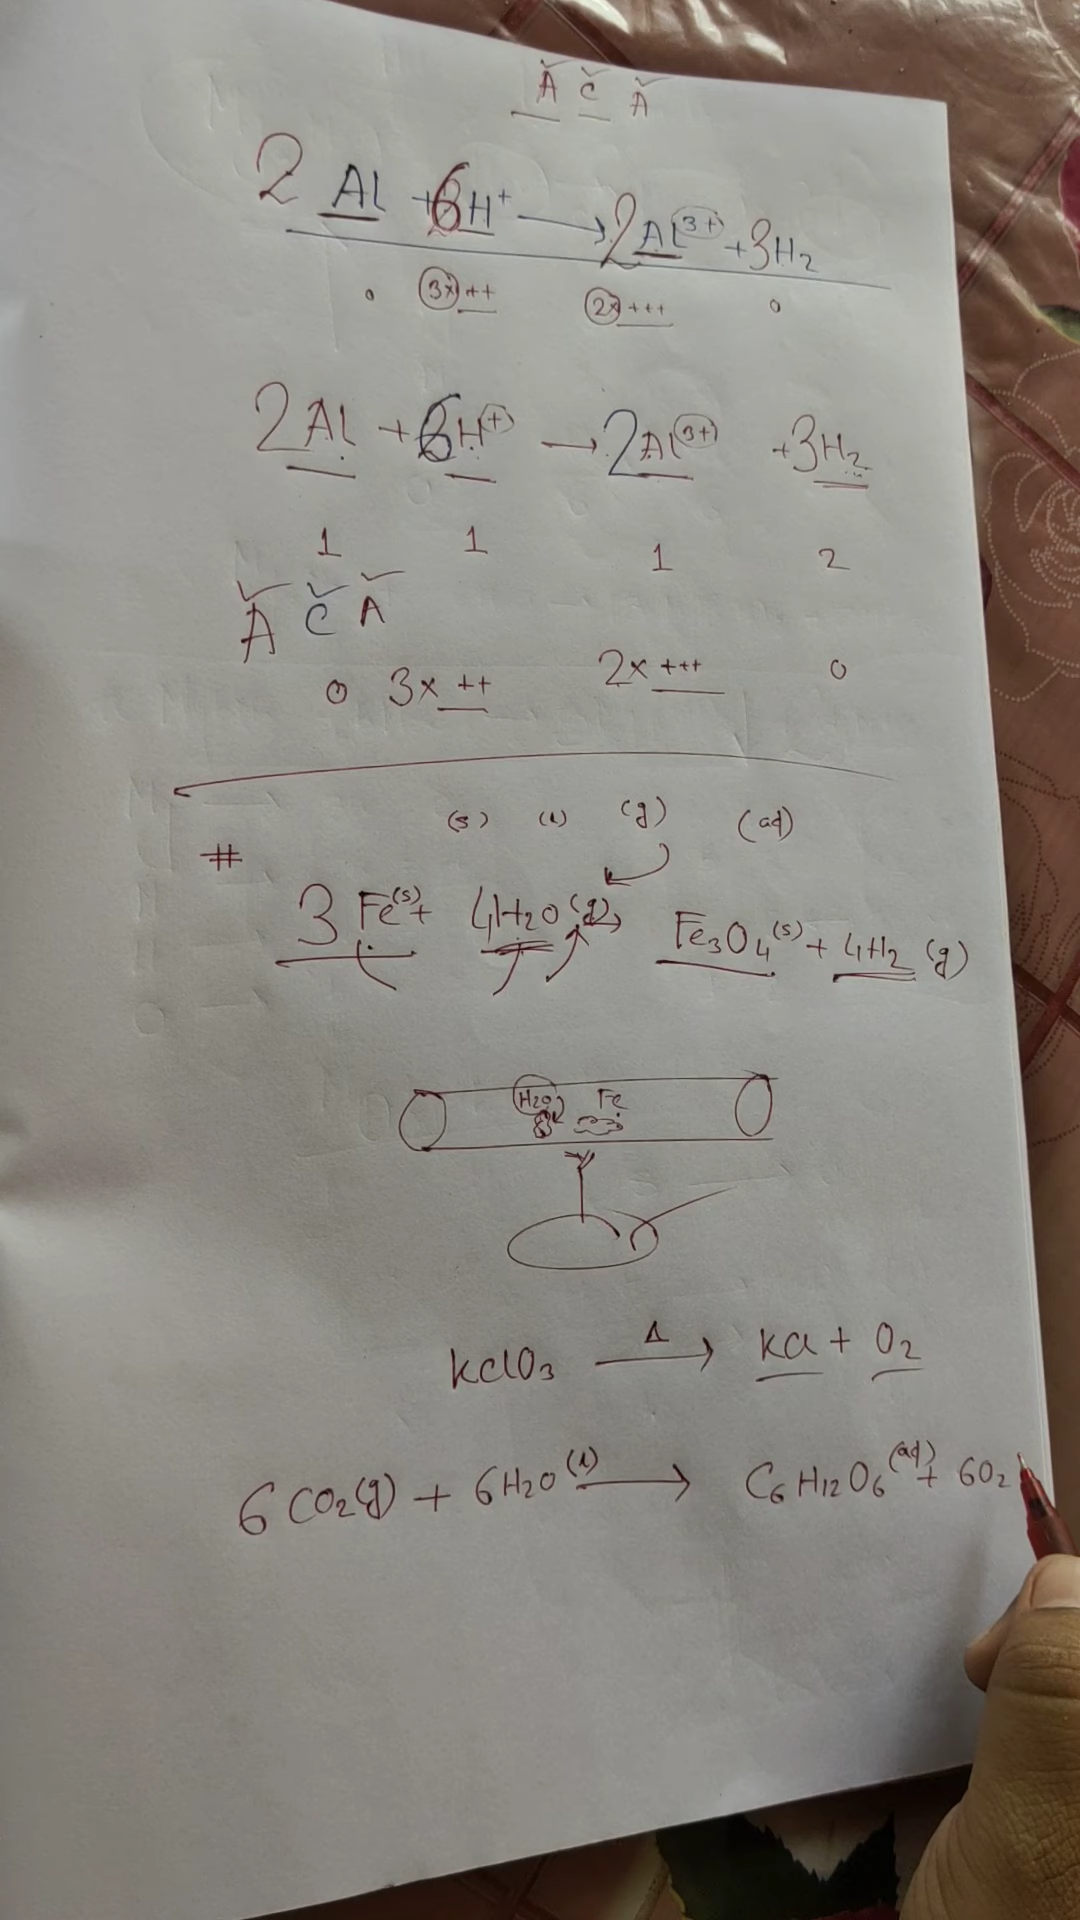 A C A
2 Al + 6H⁺ → 2Al³⁺ + 3H₂
0 3x++ 2x+++ 0
2Al + 6H⁺ → 2Al³⁺ + 3H₂
1 1 1 2
A C A
0 3x ++ 2x +++ 0
(s) (l) (g) (aq)
#
3 Fe(s) + 4H₂O(g) → Fe₃O₄(s) + 4H₂ (g)
H₂O Fe
KClO₃ —Δ→ KCl + O₂
6CO₂(g) + 6H₂O(l) → C₆H₁₂O₆(aq) + 6O₂